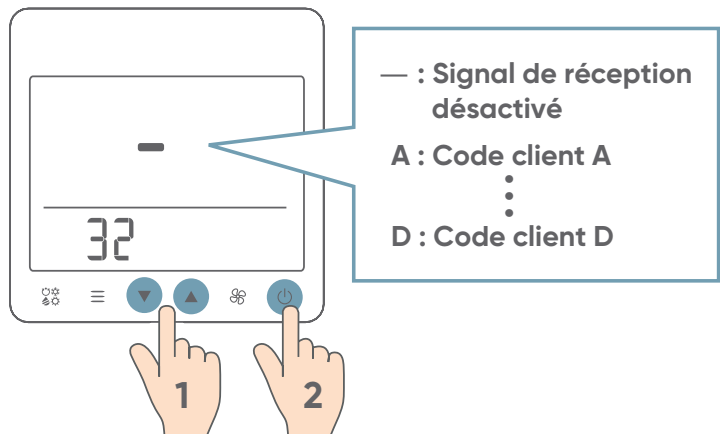 — : Signal de réception
désactivé
A : Code client A
D : Code client D
-
32
1
2